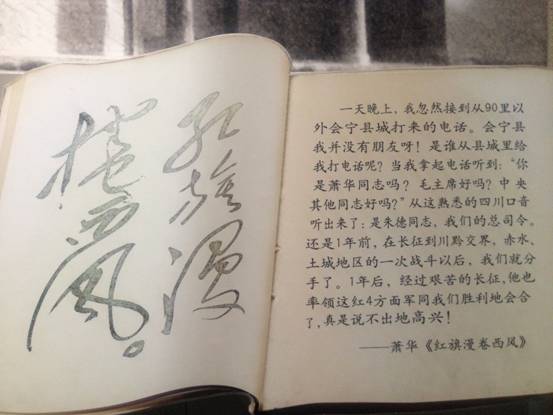 红旗漫
捲西风。
一天晚上，我忽然接到从90里以
外会宁县城打来的电话。会宁县
我并没有朋友呀！是谁从县城里给
我打电话呢？当我拿起电话听到：“你
是萧华同志吗？毛主席好吗？中央
其他同志好吗？”从这熟悉的四川口音
听出来了：是朱德同志，我们的总司令。
还是1年前，在长征到川黔交界，赤水、
土城地区的一次战斗以后，我们就分
手了。1年后，经过艰苦的长征，他也
率领这红4方面军同我们胜利地会合
了，真是说不出地高兴！
——萧华《红旗漫卷西风》